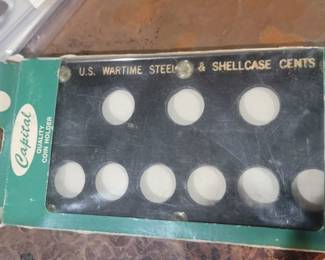 U.S. WARTIME STEEL & SHELLCASE CENTS
Capital
QUALITY
COIN HOLDER